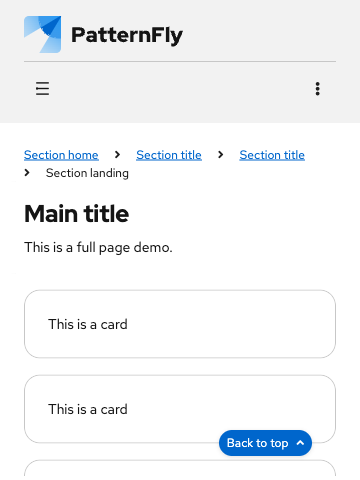 PatternFly
Section home > Section title > Section title
> Section landing
Main title
This is a full page demo.
This is a card
This is a card
Back to top